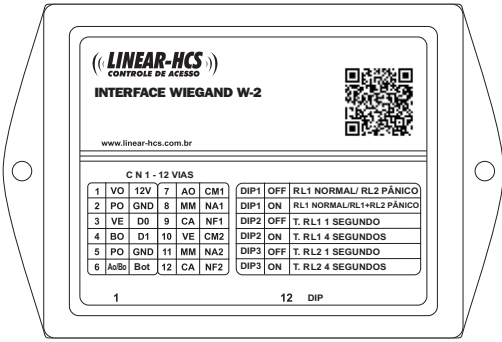 LINEAR-HCS
CONTROLE DE ACESSO
INTERFACE WIEGAND W-2
www.linear-hcs.com.br
C N 1 - 12 VIAS
1 VO 12V 7 AO CM1 DIP1 OFF RL1 NORMAL/ RL2 PÂNICO
2 PO GND 8 MM NA1 DIP1 ON RL1 NORMAL/RL1+RL2 PÂNICO
3 VE D0 9 CA NF1 DIP2 OFF T. RL1 1 SEGUNDO
4 BO D1 10 VE CM2 DIP2 ON T. RL1 4 SEGUNDOS
5 PO GND 11 MM NA2 DIP3 OFF T. RL2 1 SEGUNDO
6 Ao/Bo Bot 12 CA NF2 DIP3 ON T. RL2 4 SEGUNDOS
1 12 DIP